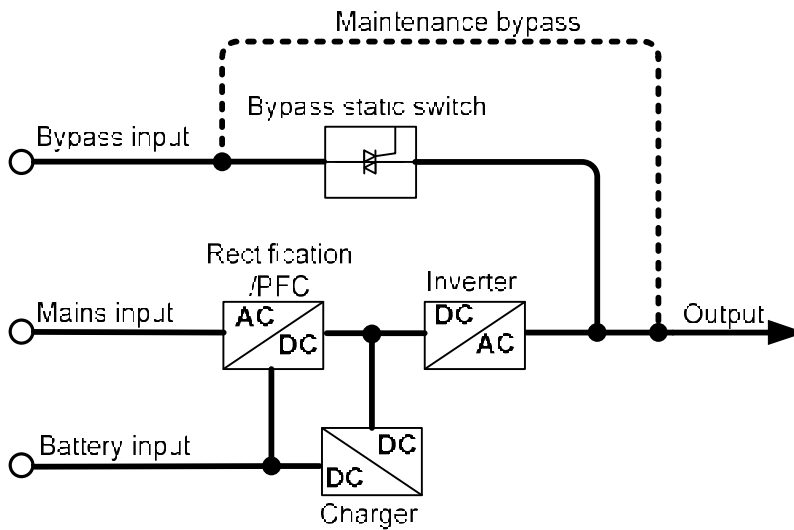 Maintenance bypass
Bypass static switch
Bypass input
Rectification
/PFC
Inverter
Mains input
AC
DC
DC
AC
Output
Battery input
DC
DC
Charger